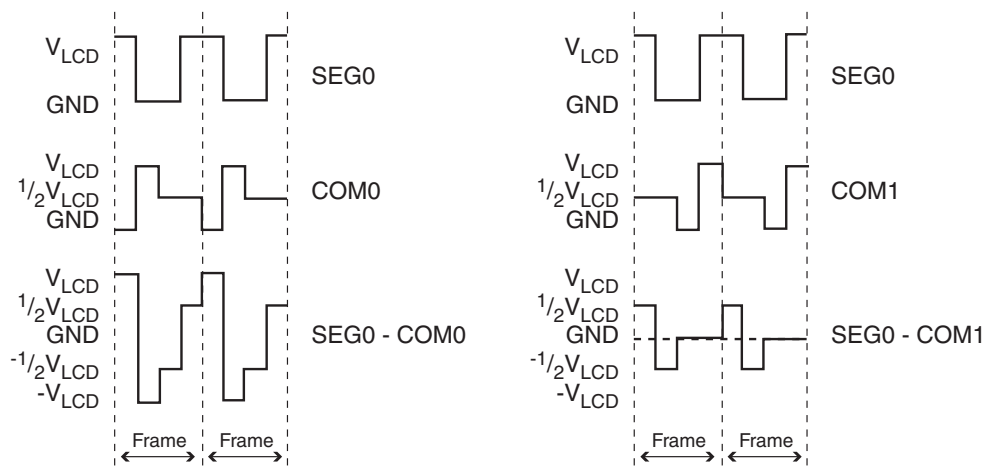 V_LCD
GND
SEG0
V_LCD
1/2V_LCD
GND
COM0
V_LCD
1/2V_LCD
GND
-1/2V_LCD
-V_LCD
SEG0 - COM0
Frame Frame
V_LCD
GND
SEG0
V_LCD
1/2V_LCD
GND
COM1
V_LCD
1/2V_LCD
GND
-1/2V_LCD
-V_LCD
SEG0 - COM1
Frame Frame